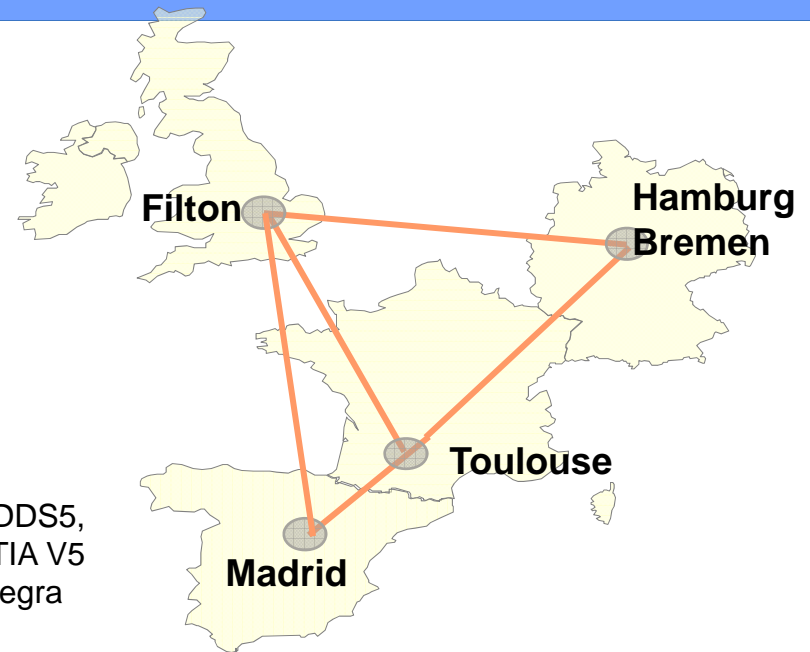 Filton
Hamburg
Bremen
Toulouse
DDS5,
TIA V5
egra
Madrid